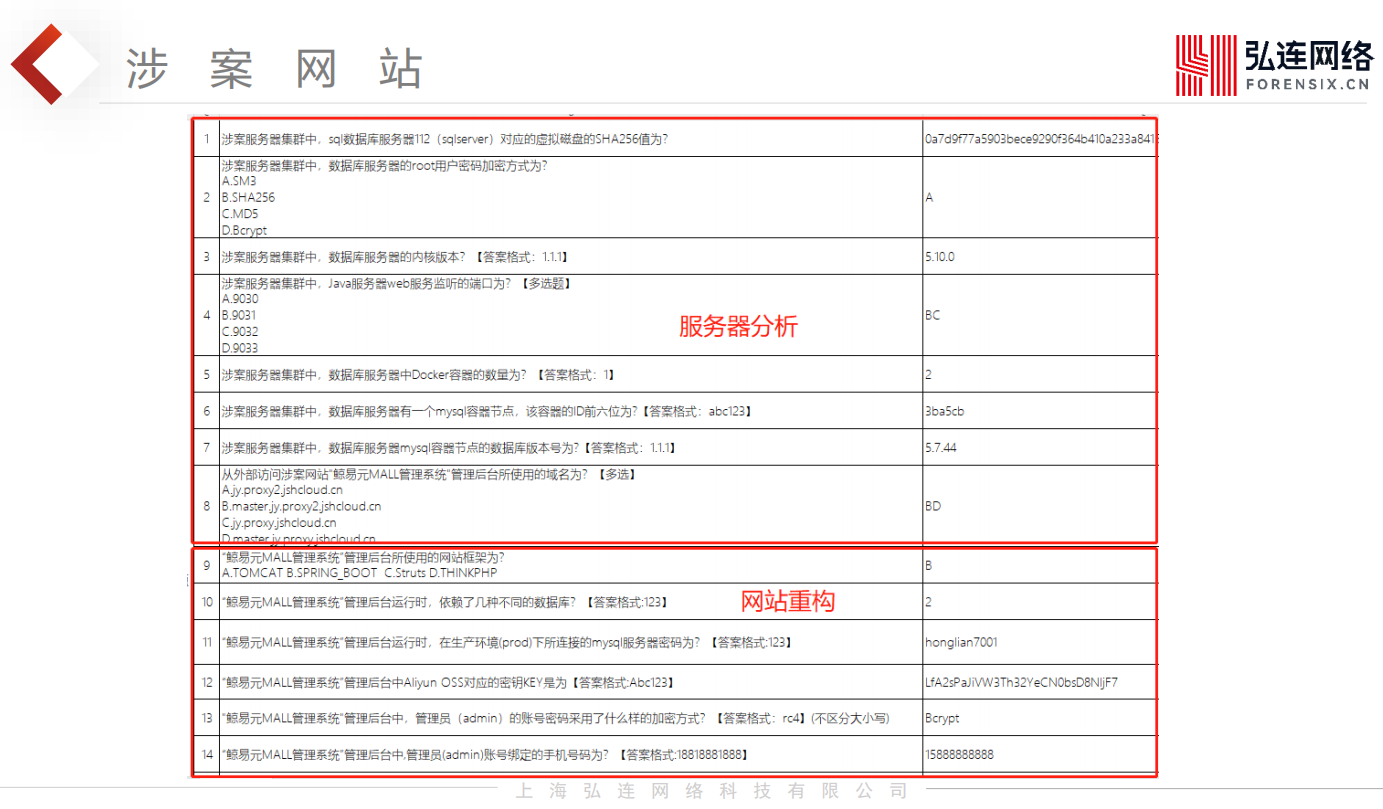 涉案网站
弘连网络
FORENSIX.CN
1 涉案服务器集群中，sql数据库服务器112（sqlserver）对应的虚拟磁盘的SHA256值为？ 0a7d9f77a5903bece9290f364b410a233a841
涉案服务器集群中，数据库服务器的root用户密码加密方式为？
A.SM3
2 B.SHA256 A
C.MD5
D.Bcrypt
3 涉案服务器集群中，数据库服务器的内核版本？【答案格式：1.1.1】 5.10.0
涉案服务器集群中，Java服务器web服务监听的端口为？【多选题】
A.9030
4 B.9031 BC
C.9032
D.9033
服务器分析
5 涉案服务器集群中，数据库服务器中Docker容器的数量为？【答案格式：1】 2
6 涉案服务器集群中，数据库服务器有一个mysql容器节点，该容器的ID前六位为?【答案格式：abc123】 3ba5cb
7 涉案服务器集群中，数据库服务器mysql容器节点的数据库版本号为?【答案格式：1.1.1】 5.7.44
从外部访问涉案网站“鲸易元MALL管理系统”管理后台所使用的域名为？【多选】
A.jy.proxy2.jshcloud.cn
8 B.master.jy.proxy2.jshcloud.cn BD
C.jy.proxy.jshcloud.cn
D.master.jy.proxy.jshcloud.cn
“鲸易元MALL管理系统”管理后台所使用的网站框架为？
9 A.TOMCAT B.SPRING_BOOT C.Struts D.THINKPHP B
10 “鲸易元MALL管理系统”管理后台运行时，依赖了几种不同的数据库？【答案格式:123】 2
网站重构
11 “鲸易元MALL管理系统”管理后台运行时，在生产环境(prod)下所连接的mysql服务器密码为？【答案格式:123】 honglian7001
12 “鲸易元MALL管理系统”管理后台中Aliyun OSS对应的密钥KEY是为【答案格式:Abc123】 LfA2sPaJiVW3Th32YeCN0bsD8NIjF7
13 “鲸易元MALL管理系统”管理后台中，管理员（admin）的账号密码采用了什么样的加密方式？【答案格式：rc4】(不区分大小写) Bcrypt
14 “鲸易元MALL管理系统”管理后台中,管理员(admin)账号绑定的手机号码为？【答案格式:18818881888】 15888888888
上海弘连网络科技有限公司